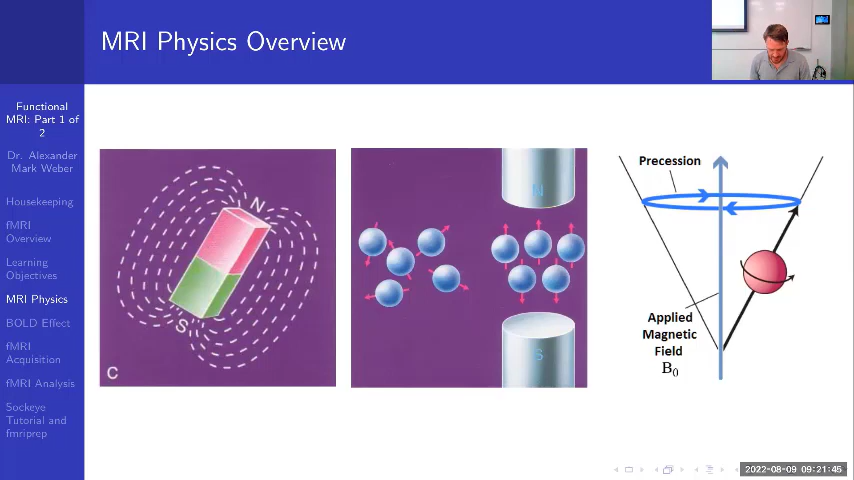 MRI Physics Overview
Functional
MRI: Part 1 of
2
Dr. Alexander
Mark Weber
Housekeeping
fMRI
Overview
Learning
Objectives
MRI Physics
BOLD Effect
fMRI
Acquisition
fMRI Analysis
Sockeye
Tutorial and
fmriprep
N
S
C
N
S
Precession
Applied
Magnetic
Field
B₀
2022-08-09 09:21:45